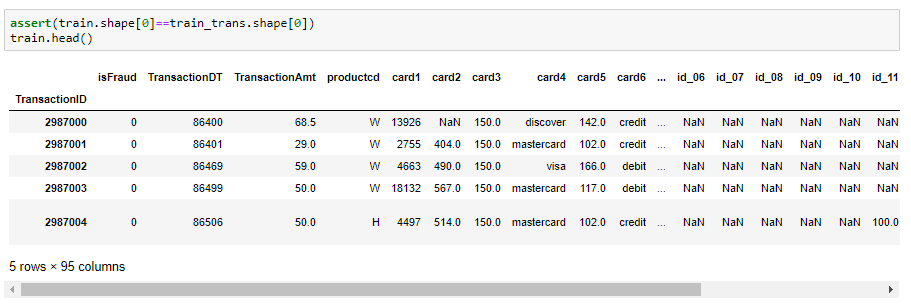 assert(train.shape[0]==train_trans.shape[0])
train.head()
isFraud TransactionDT TransactionAmt productcd card1 card2 card3 card4 card5 card6 ... id_06 id_07 id_08 id_09 id_10 id_11
TransactionID
2987000 0 86400 68.5 W 13926 NaN 150.0 discover 142.0 credit ... NaN NaN NaN NaN NaN NaN
2987001 0 86401 29.0 W 2755 404.0 150.0 mastercard 102.0 credit ... NaN NaN NaN NaN NaN NaN
2987002 0 86469 59.0 W 4663 490.0 150.0 visa 166.0 debit ... NaN NaN NaN NaN NaN NaN
2987003 0 86499 50.0 W 18132 567.0 150.0 mastercard 117.0 debit ... NaN NaN NaN NaN NaN NaN
2987004 0 86506 50.0 H 4497 514.0 150.0 mastercard 102.0 credit ... NaN NaN NaN NaN NaN 100.0
5 rows × 95 columns